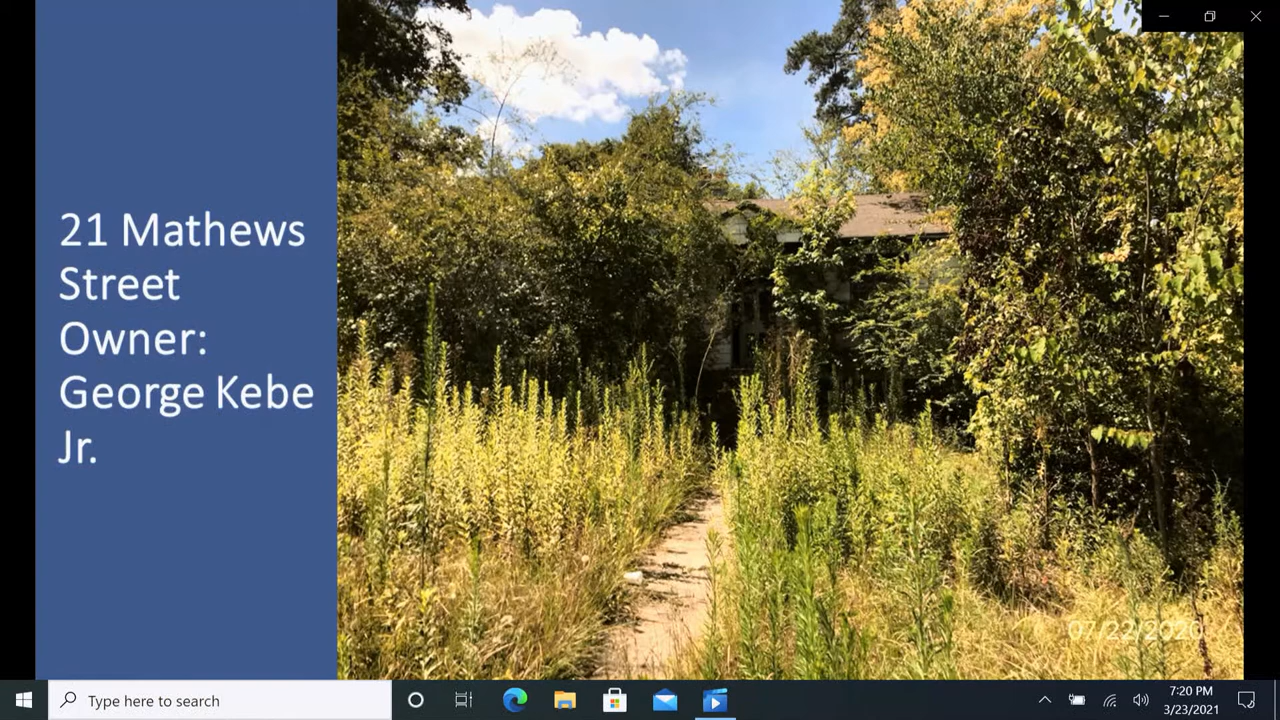 21 Mathews
Street
Owner:
George Kebe
Jr.
07/22/2020
Type here to search
7:20 PM
3/23/2021